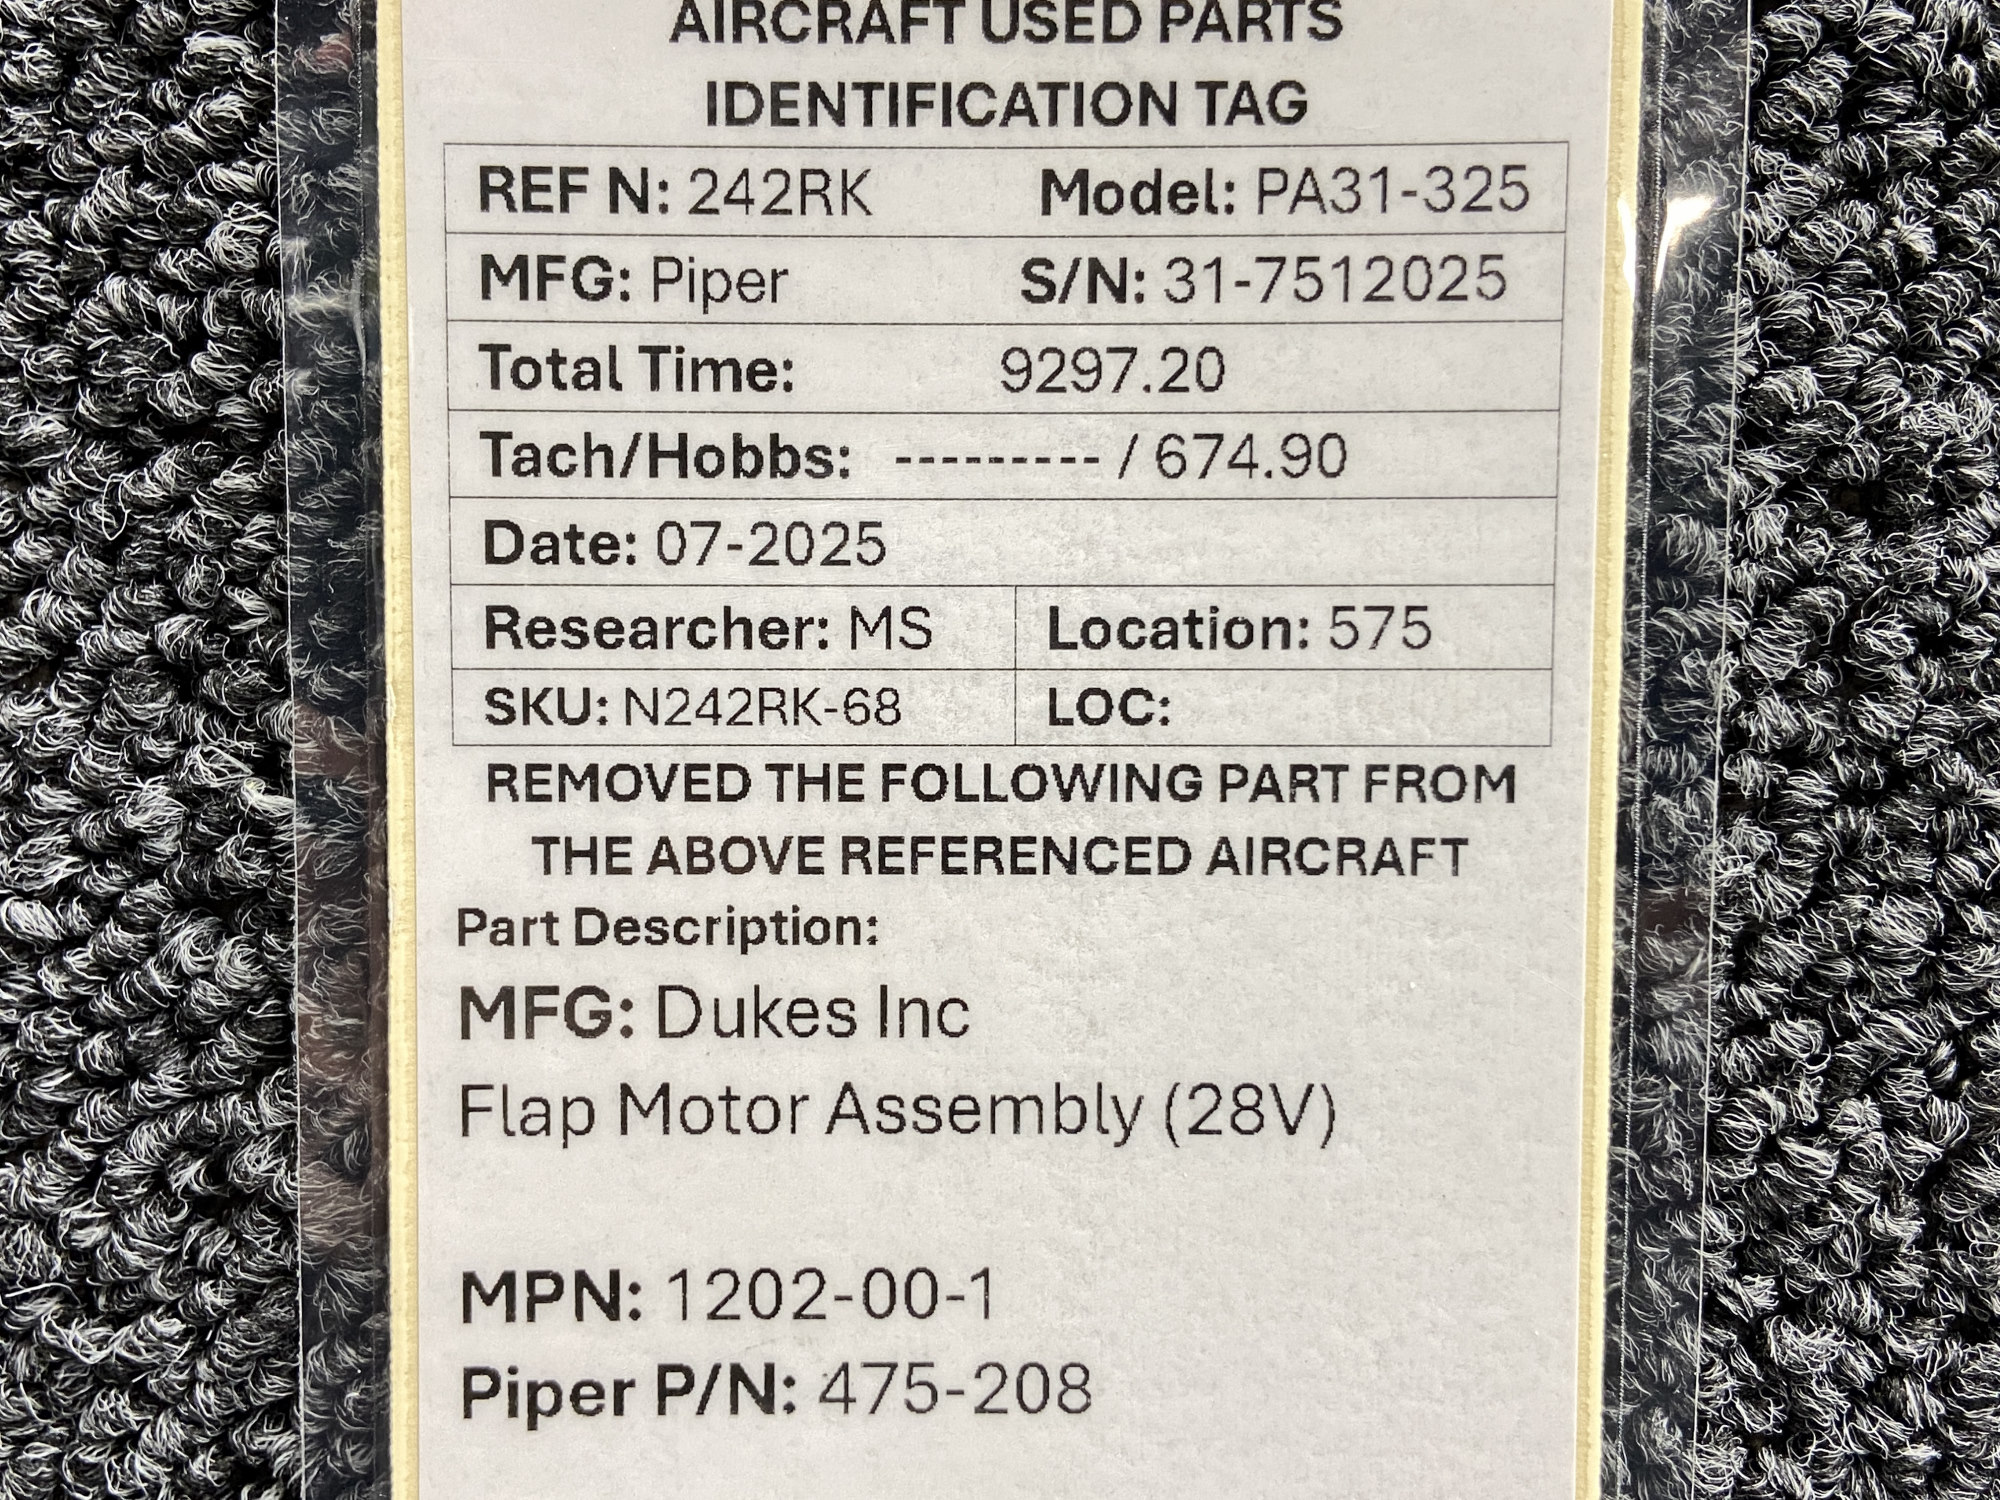 AIRCRAFT USED PARTS
IDENTIFICATION TAG
REF N: 242RK Model: PA31-325
MFG: Piper S/N: 31-7512025
Total Time: 9297.20
Tach/Hobbs: --------- / 674.90
Date: 07-2025
Researcher: MS Location: 575
SKU: N242RK-68 LOC:
REMOVED THE FOLLOWING PART FROM
THE ABOVE REFERENCED AIRCRAFT
Part Description:
MFG: Dukes Inc
Flap Motor Assembly (28V)
MPN: 1202-00-1
Piper P/N: 475-208